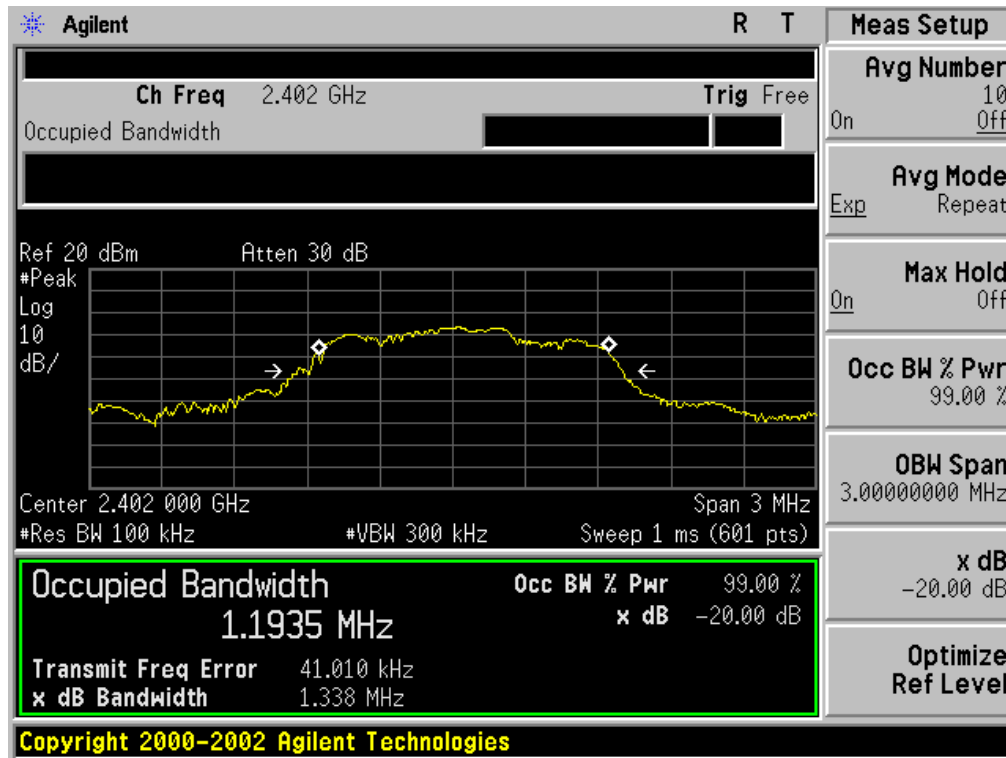 Agilent R T
Meas Setup
Avg Number
10
On Off
Avg Mode
Exp Repeat
Max Hold
On Off
Occ BW % Pwr
99.00 %
OBW Span
3.00000000 MHz
x dB
-20.00 dB
Optimize
Ref Level
Ch Freq 2.402 GHz Trig Free
Occupied Bandwidth
Ref 20 dBm Atten 30 dB
#Peak
Log
10
dB/
Center 2.402 000 GHz Span 3 MHz
#Res BW 100 kHz #VBW 300 kHz Sweep 1 ms (601 pts)
Occupied Bandwidth Occ BW % Pwr 99.00 %
1.1935 MHz x dB -20.00 dB
Transmit Freq Error 41.010 kHz
x dB Bandwidth 1.338 MHz
Copyright 2000-2002 Agilent Technologies